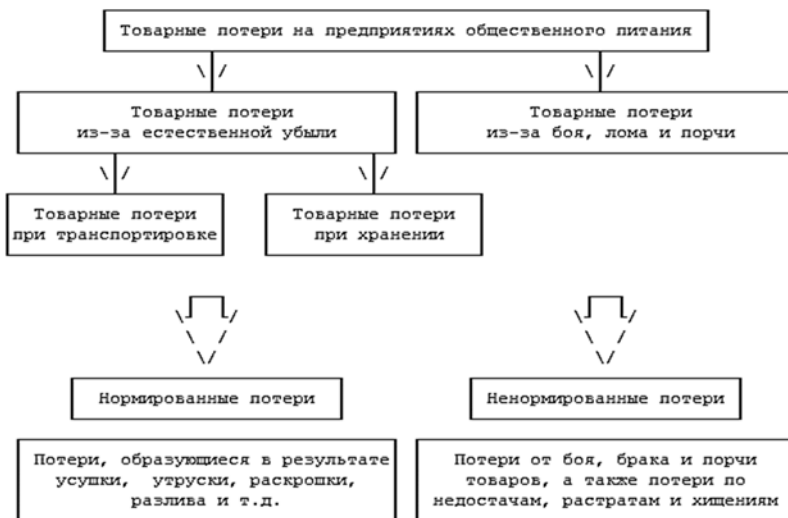 Товарные потери на предприятиях общественного питания
Товарные потери
из-за естественной убыли
Товарные потери
из-за боя, лома и порчи
Товарные потери
при транспортировке
Товарные потери
при хранении
Нормированные потери
Ненормированные потери
Потери, образующиеся в результате
усушки, утруски, раскрошки,
разлива и т.д.
Потери от боя, брака и порчи
товаров, а также потери по
недостачам, растратам и хищениям